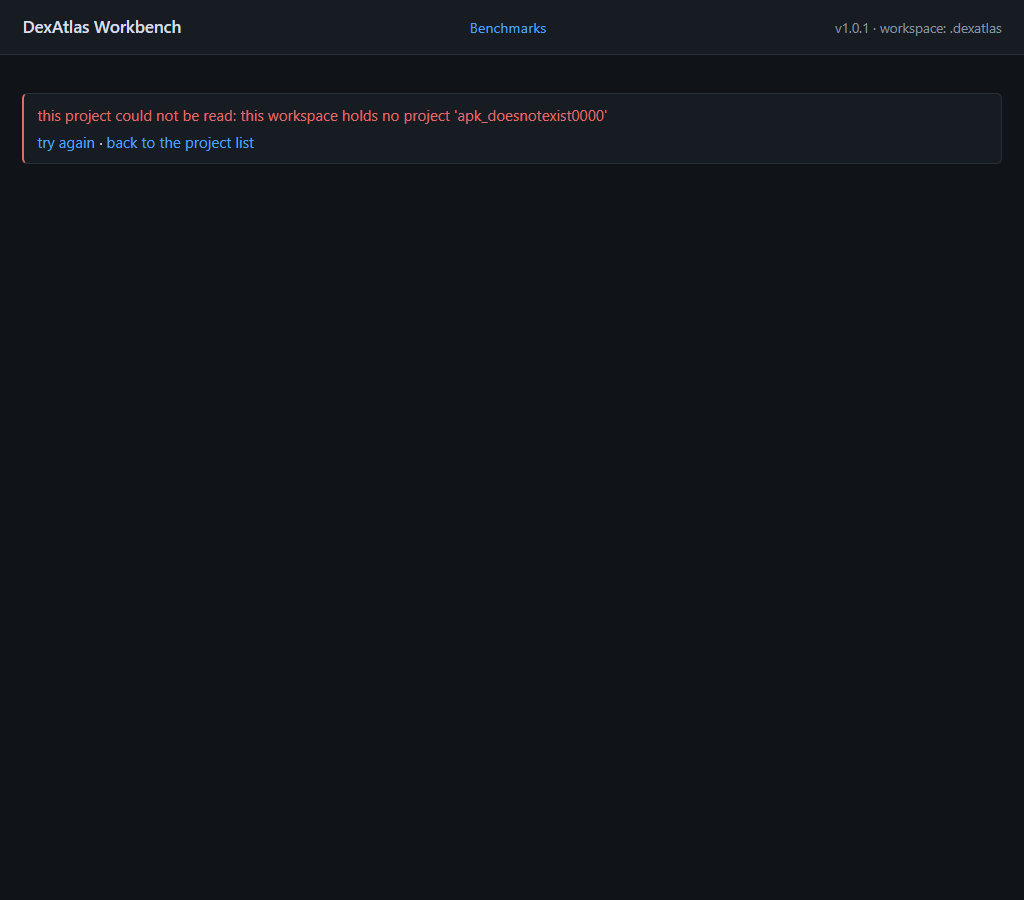 DexAtlas Workbench
Benchmarks
v1.0.1 · workspace: .dexatlas
this project could not be read: this workspace holds no project 'apk_doesnotexist0000'
try again · back to the project list